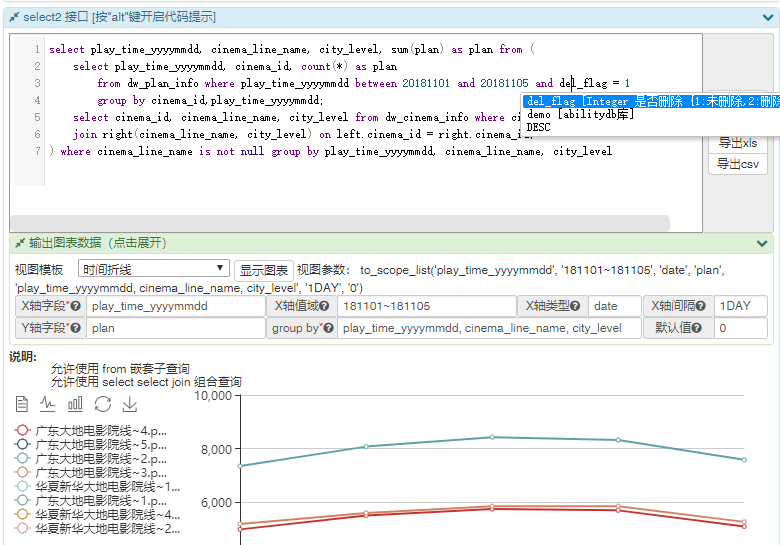 select2 接口 [按"alt"键开启代码提示]
1 select play_time_yyyymmdd, cinema_line_name, city_level, sum(plan) as plan from (
2 select play_time_yyyymmdd, cinema_id, count(*) as plan
3 from dw_plan_info where play_time_yyyymmdd between 20181101 and 20181105 and del_flag = 1
4 group by cinema_id,play_time_yyyymmdd;
del_flag [Integer 是否删除 {1:未删除,2:删除
5 select cinema_id, cinema_line_name, city_level from dw_cinema_info where ci
demo [abilitydb库]
6 join right(cinema_line_name, city_level) on left.cinema_id = right.cinema_i
DESC
7 ) where cinema_line_name is not null group by play_time_yyyymmdd, cinema_line_name, city_level
导出xls
导出csv
输出图表数据（点击展开）
视图模板 时间折线 显示图表 视图参数： to_scope_list('play_time_yyyymmdd', '181101~181105', 'date', 'plan',
'play_time_yyyymmdd, cinema_line_name, city_level', '1DAY', '0')
X轴字段* play_time_yyyymmdd X轴值域 181101~181105 X轴类型 date X轴间隔 1DAY
Y轴字段* plan group by* play_time_yyyymmdd, cinema_line_name, city_level 默认值 0
说明:
允许使用 from 嵌套子查询
允许使用 select select join 组合查询
广东大地电影院线~4.p...
广东大地电影院线~5.p...
广东大地电影院线~2.p...
广东大地电影院线~3.p...
华夏新华大地电影院线~1...
广东大地电影院线~1.p...
华夏新华大地电影院线~4...
华夏新华大地电影院线~2...
10,000
8,000
6,000